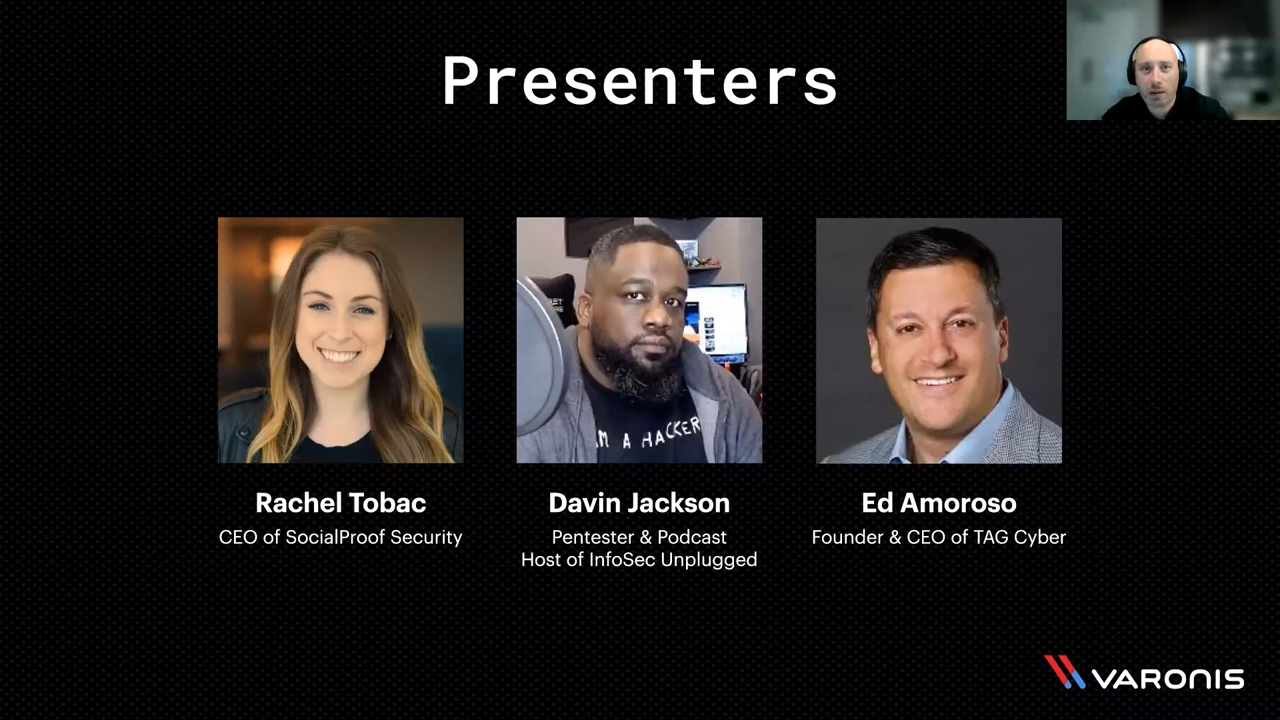 Presenters
I'M A HACKER
Rachel Tobac
CEO of SocialProof Security
Davin Jackson
Pentester & Podcast
Host of InfoSec Unplugged
Ed Amoroso
Founder & CEO of TAG Cyber
VARONIS